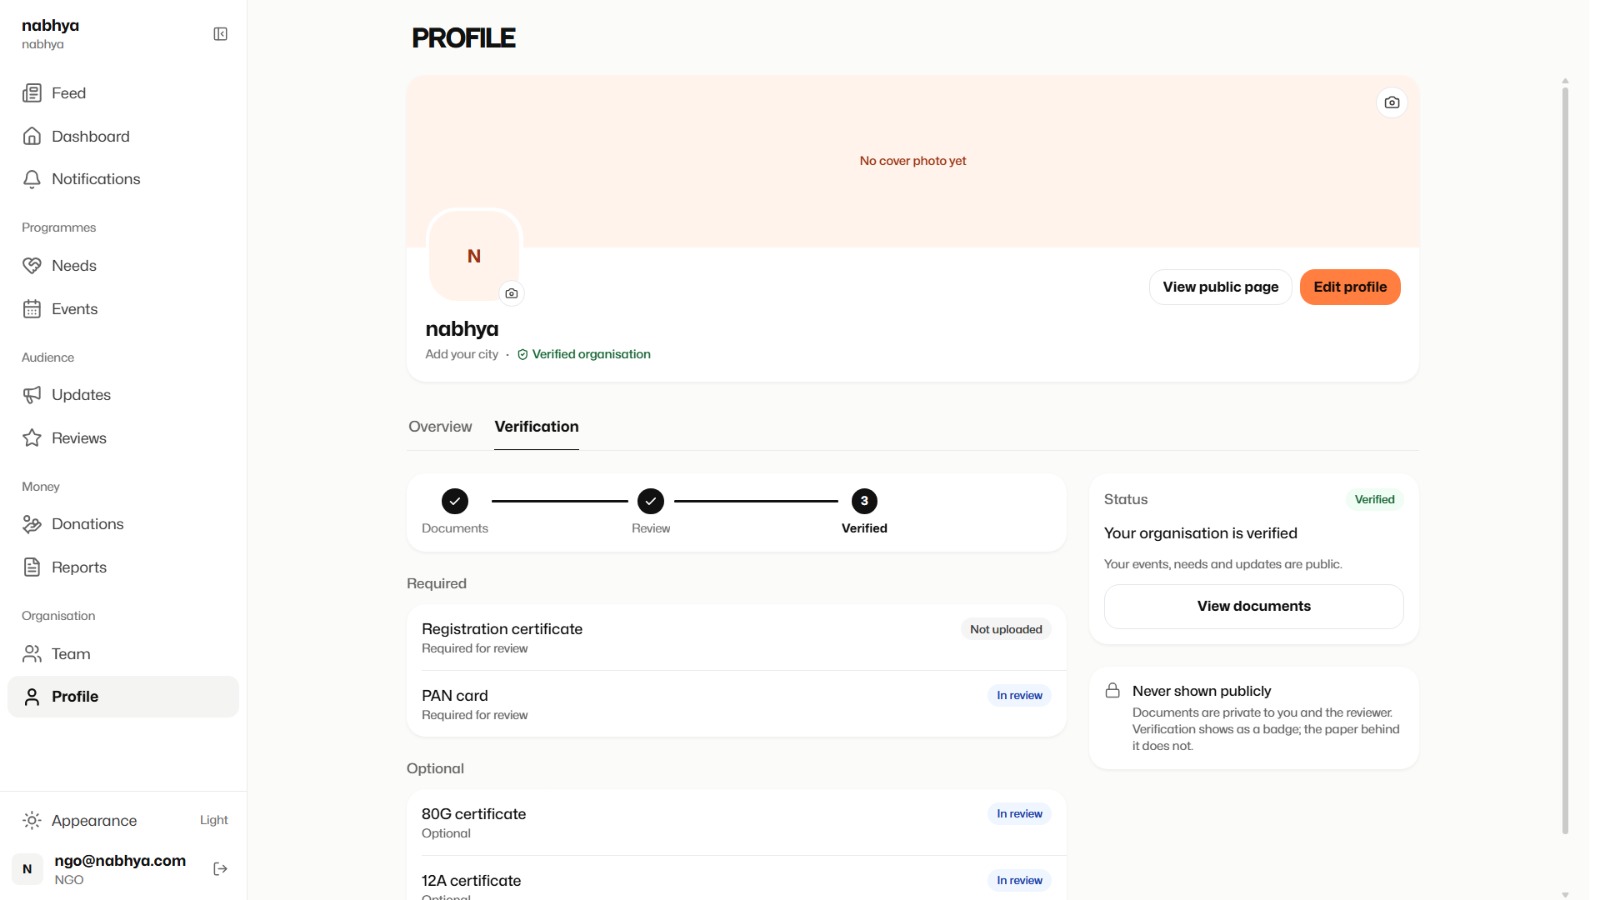 nabhya
nabhya
Feed
Dashboard
Notifications
Programmes
Needs
Events
Audience
Updates
Reviews
Money
Donations
Reports
Organisation
Team
Profile
Appearance
Light
N
ngo@nabhya.com
NGO
PROFILE
No cover photo yet
N
View public page
Edit profile
nabhya
Add your city · Verified organisation
Overview
Verification
3
Documents
Review
Verified
Required
Registration certificate
Not uploaded
Required for review
PAN card
In review
Required for review
Optional
80G certificate
In review
Optional
12A certificate
In review
Optional
Status
Verified
Your organisation is verified
Your events, needs and updates are public.
View documents
Never shown publicly
Documents are private to you and the reviewer.
Verification shows as a badge; the paper behind
it does not.